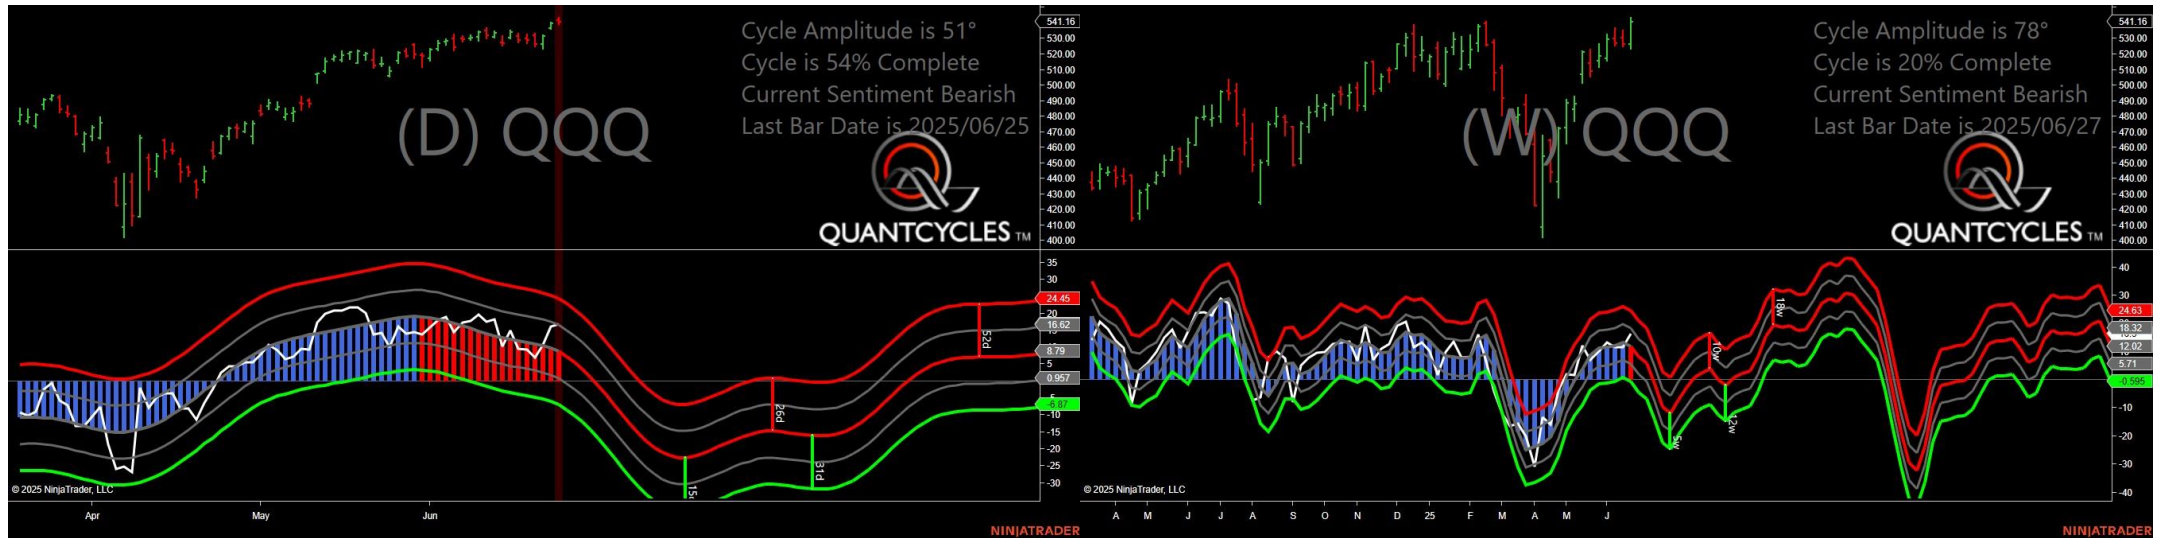 Cycle Amplitude is 51°
Cycle is 54% Complete
Current Sentiment Bearish
Last Bar Date is 2025/06/25
(D) QQQ
QUANTCYCLES TM
541.16
530.00
520.00
510.00
500.00
490.00
480.00
470.00
460.00
450.00
440.00
430.00
420.00
410.00
400.00
35
30
24.45
20
16.62
8.79
5
0.957
-6.87
-10
-15
-20
-25
-30
52d
26d
31d
© 2025 NinjaTrader, LLC
Apr
May
Jun
NINJATRADER
Cycle Amplitude is 78°
Cycle is 20% Complete
Current Sentiment Bearish
Last Bar Date is 2025/06/27
(W) QQQ
QUANTCYCLES TM
541.16
530.00
520.00
510.00
500.00
490.00
480.00
470.00
460.00
450.00
440.00
430.00
420.00
410.00
400.00
40
30
24.63
18.32
12.02
5.71
-0.595
-10
-20
-30
-40
18w
10w
5w
12w
© 2025 NinjaTrader, LLC
A M J J A S O N D 25 F M A M J
NINJATRADER